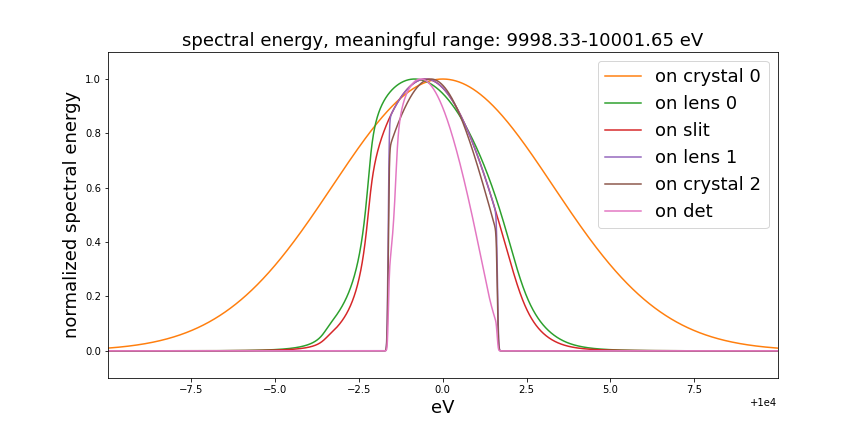 spectral energy, meaningful range: 9998.33-10001.65 eV
normalized spectral energy
1.0
0.8
0.6
0.4
0.2
0.0
on crystal 0
on lens 0
on slit
on lens 1
on crystal 2
on det
−7.5 −5.0 −2.5 0.0 2.5 5.0 7.5
+1e4
eV